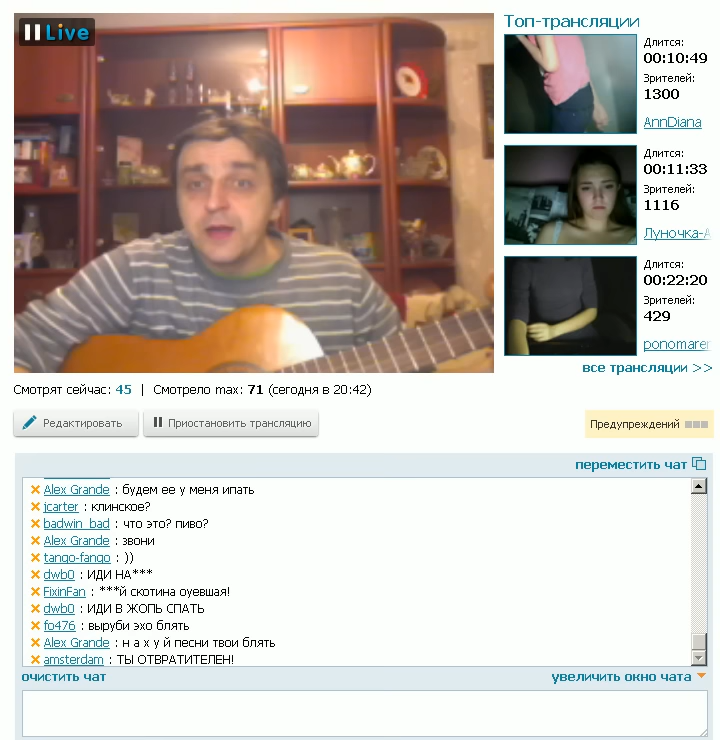 Live
Топ-трансляции
Длится:
00:10:49
Зрителей:
1300
AnnDiana
Длится:
00:11:33
Зрителей:
1116
Луночка-
Длится:
00:22:20
Зрителей:
429
ponomarer
все трансляции >>
Смотрят сейчас: 45 | Смотрело max: 71 (сегодня в 20:42)
Редактировать
Приостановить трансляцию
Предупреждений
переместить чат
Alex Grande : будем ее у меня ипать
jcarter : клинское?
badwin_bad : что это? пиво?
Alex Grande : звони
tango-fango : ))
dwb0 : ИДИ НА***
FixinFan : ***й скотина оуевшая!
dwb0 : ИДИ В ЖОПЬ СПАТЬ
fo476 : выруби эхо блять
Alex Grande : н а х у й песни твои блять
amsterdam : ТЫ ОТВРАТИТЕЛЕН!
очистить чат
увеличить окно чата